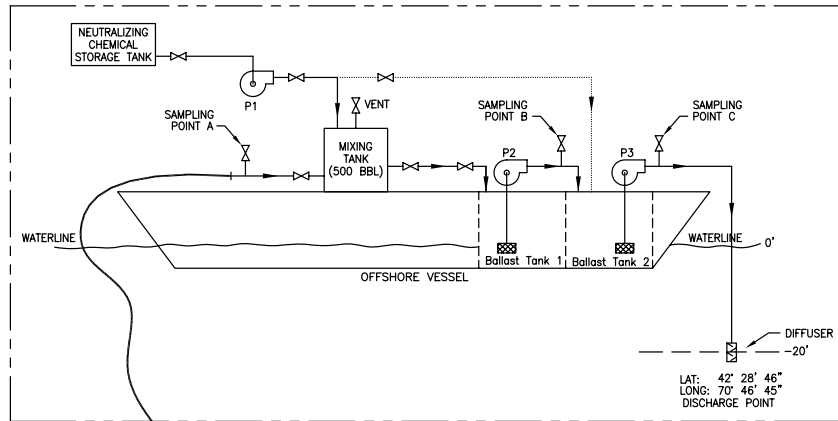 NEUTRALIZING
CHEMICAL
STORAGE TANK
P1
VENT
SAMPLING
POINT A
MIXING
TANK
(500 BBL)
SAMPLING
POINT B
P2
SAMPLING
POINT C
P3
WATERLINE
WATERLINE
0'
Ballast Tank 1
Ballast Tank 2
OFFSHORE VESSEL
DIFFUSER
-20'
LAT: 42° 28' 46"
LONG: 70° 46' 45"
DISCHARGE POINT